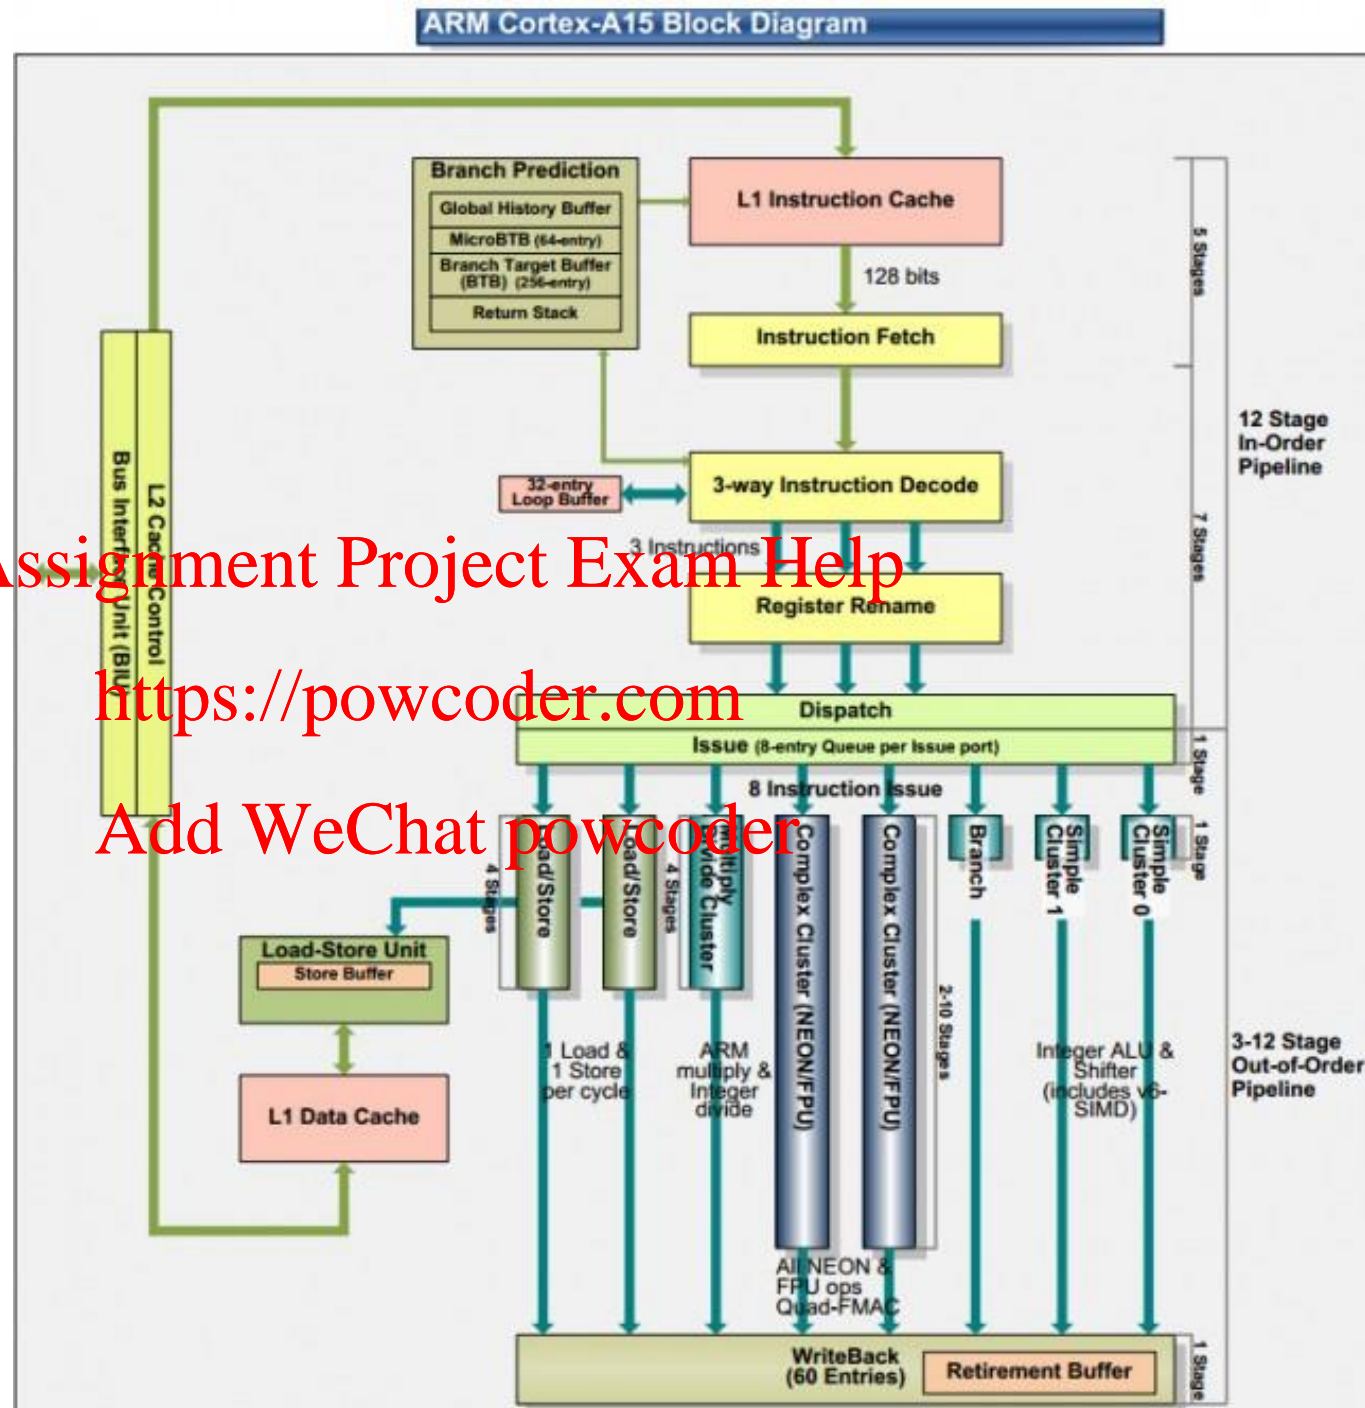 ARM Cortex-A15 Block Diagram
Branch Prediction
Global History Buffer
MicroBTB (64-entry)
Branch Target Buffer
(BTB) (256-entry)
Return Stack
L1 Instruction Cache
128 bits
Instruction Fetch
5 Stages
12 Stage
In-Order
Pipeline
32-entry
Loop Buffer
3-way Instruction Decode
3 Instructions
7 Stages
Bus Interface Unit (BIU)
L2 Cache Control
Assignment Project Exam Help
Register Rename
https://powcoder.com
Dispatch
Issue (8-entry Queue per Issue port)
1 Stage
8 Instruction Issue
Add WeChat powcoder
4 Stages
Load/Store
Load/Store
4 Stages
Multiply
Divide Cluster
Complex Cluster (NEON/FPU)
Complex Cluster (NEON/FPU)
2-10 Stages
Branch
Simple
Cluster 1
Simple
Cluster 0
1 Stage
Load-Store Unit
Store Buffer
L1 Data Cache
1 Load &
1 Store
per cycle
ARM
multiply &
Integer
divide
Integer ALU &
Shifter
(includes v6-
SIMD)
3-12 Stage
Out-of-Order
Pipeline
All NEON &
FPU ops
Quad-FMAC
WriteBack
(60 Entries)
Retirement Buffer
1 Stage